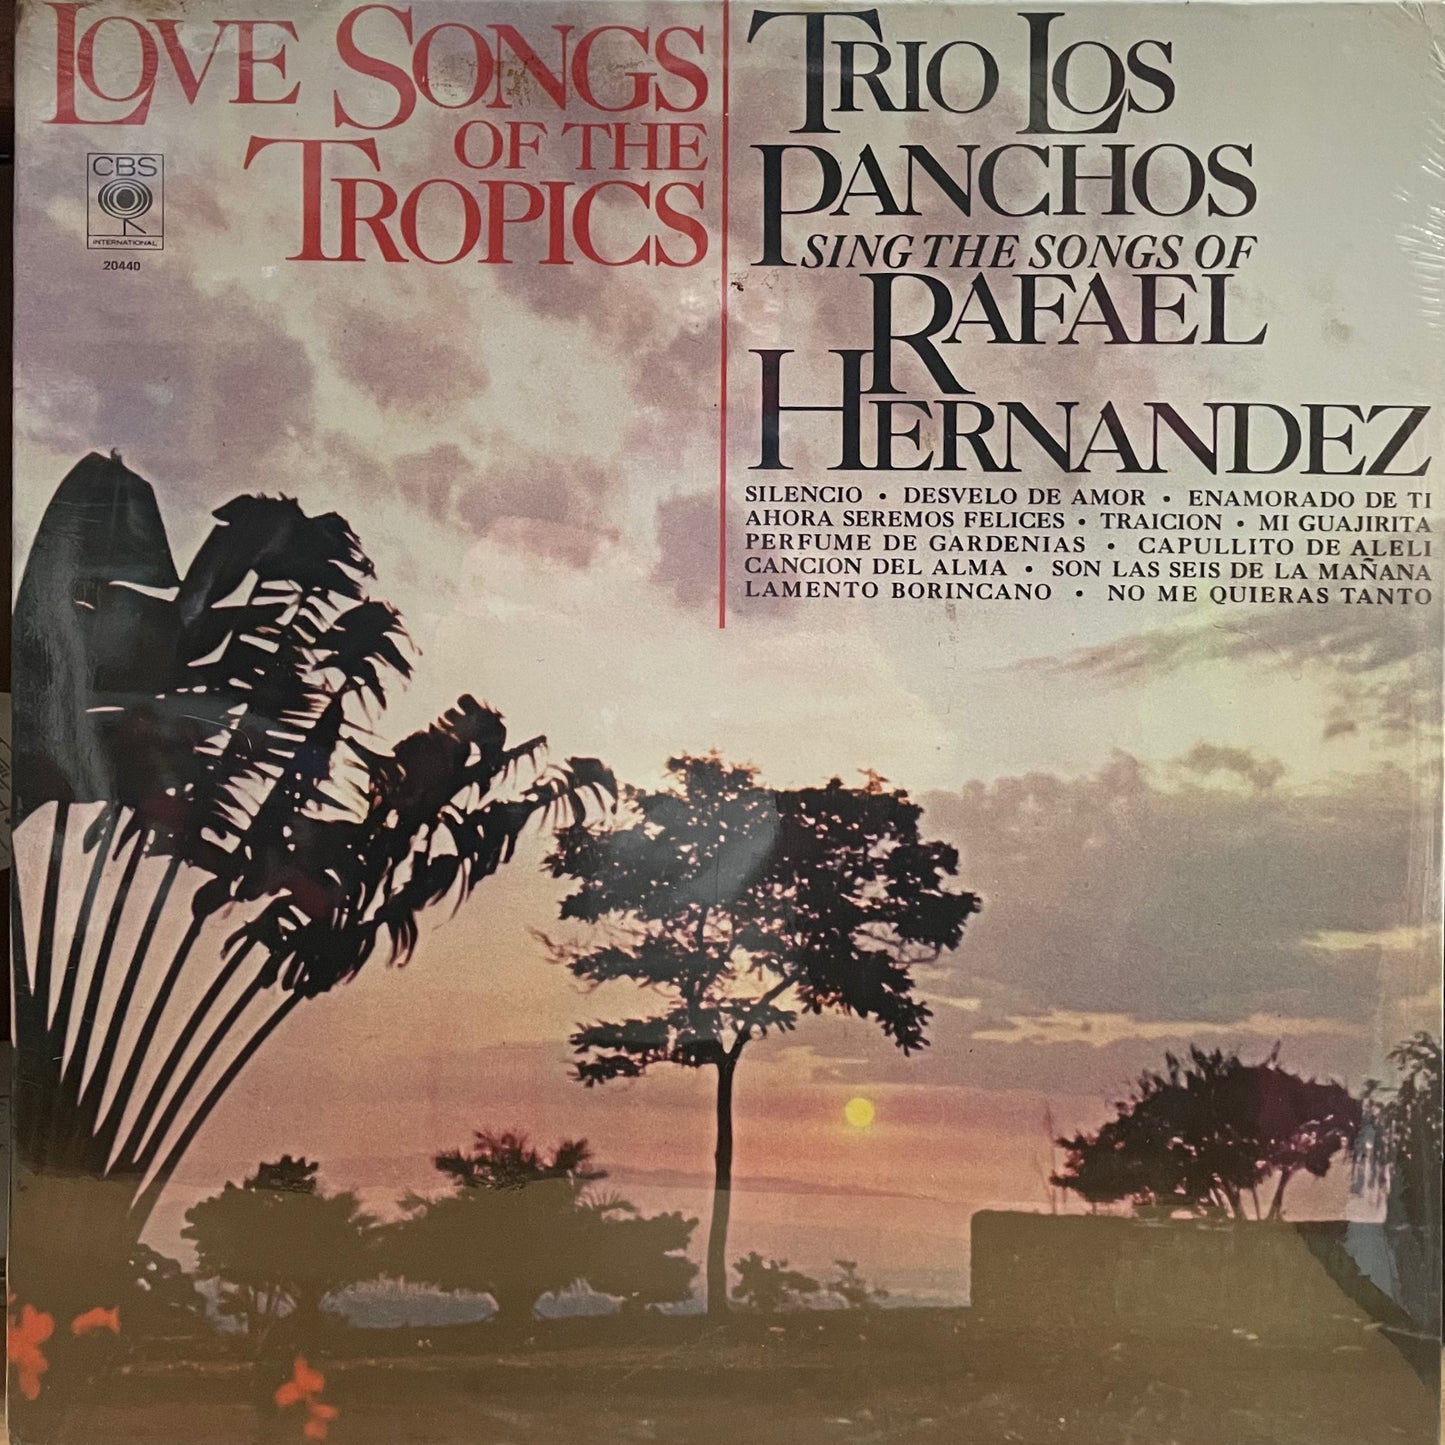 LOVE SONGS
OF THE
TROPICS
CBS
INTERNATIONAL
20440
TRIO LOS
PANCHOS
SING THE SONGS OF
RAFAEL
HERNANDEZ
SILENCIO • DESVELO DE AMOR • ENAMORADO DE TI
AHORA SEREMOS FELICES • TRAICION • MI GUAJIRITA
PERFUME DE GARDENIAS • CAPULLITO DE ALELI
CANCION DEL ALMA • SON LAS SEIS DE LA MAÑANA
LAMENTO BORINCANO • NO ME QUIERAS TANTO